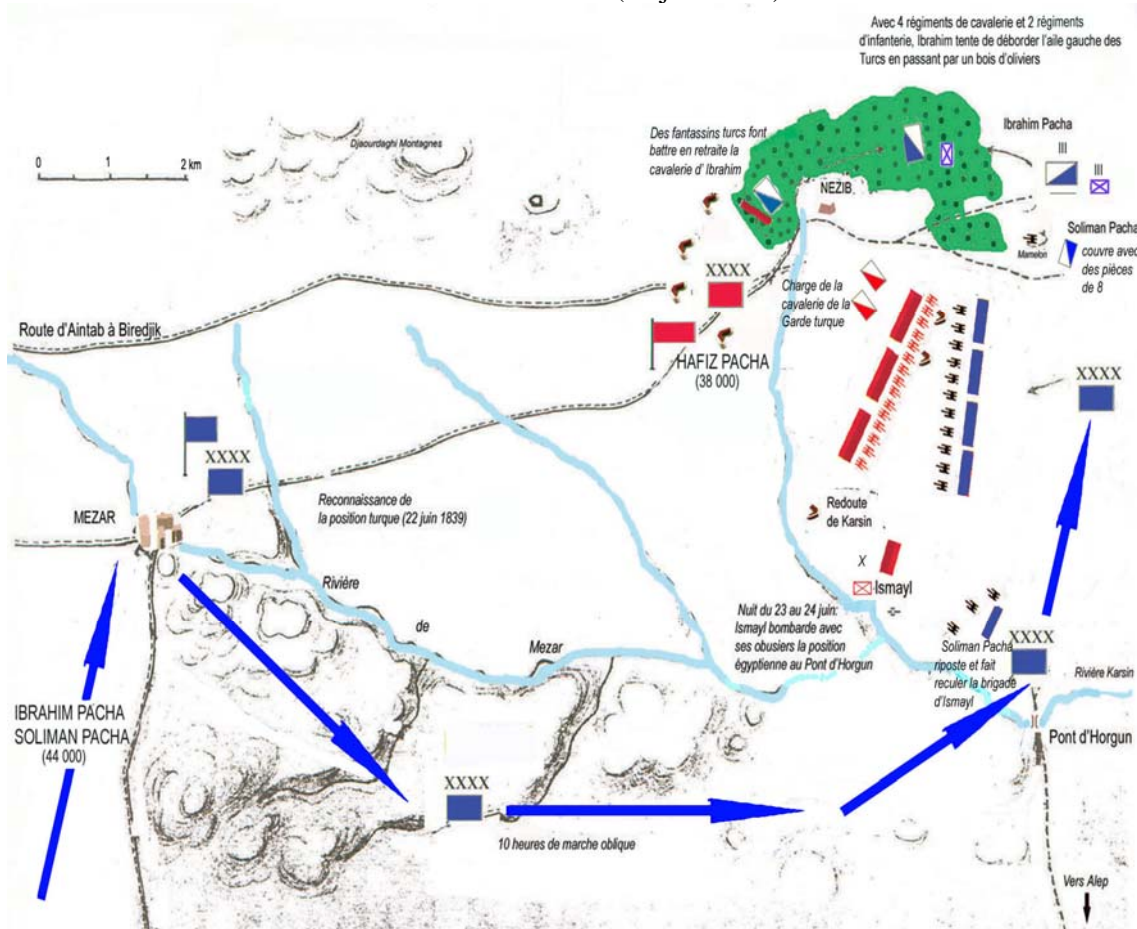 Avec 4 régiments de cavalerie et 2 régiments
d'infanterie, Ibrahim tente de déborder l'aile gauche des
Turcs en passant par un bois d'oliviers
Ibrahim Pacha
III
III
Des fantassins turcs font
battre en retraite la
cavalerie d' Ibrahim
Djaourdaghi Montagnes
0 1 2 km
NEZIB
Soliman Pacha
couvre avec
des pièces
de 8
Mamelon
XXXX
Charge de la
cavalerie de la
Garde turque
Route d'Aintab à Biredjik
HAFIZ PACHA
(38 000)
XXXX
XXXX
MEZAR
Reconnaissance de
la position turque (22 juin 1839)
Redoute
de Karsin
X
Ismayl
Rivière
de
Mezar
Nuit du 23 au 24 juin:
Ismayl bombarde avec
ses obusiers la position
égyptienne au Pont d'Horgun
XXXX
Soliman Pacha
riposte et fait
reculer la brigade
d'Ismayl
Rivière Karsin
Pont d'Horgun
IBRAHIM PACHA
SOLIMAN PACHA
(44 000)
XXXX
10 heures de marche oblique
Vers Alep